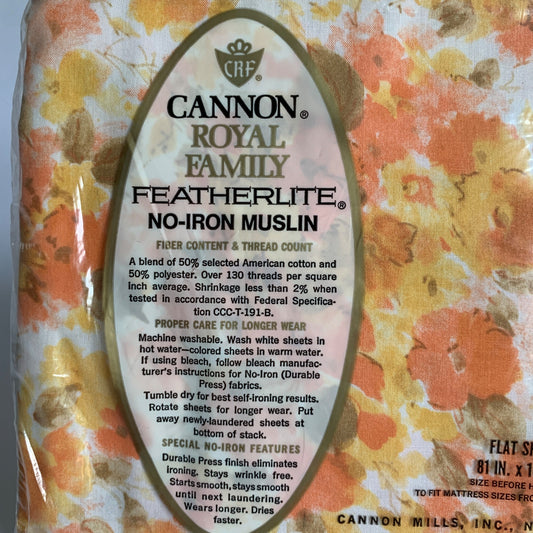 CRF®
CANNON®
ROYAL
FAMILY
FEATHERLITE®
NO-IRON MUSLIN
FIBER CONTENT & THREAD COUNT
A blend of 50% selected American cotton and
50% polyester. Over 130 threads per square
inch average. Shrinkage less than 2% when
tested in accordance with Federal Specifica-
tion CCC-T-191-B.
PROPER CARE FOR LONGER WEAR
Machine washable. Wash white sheets in
hot water—colored sheets in warm water.
If using bleach, follow bleach manufac-
turer's instructions for No-Iron (Durable
Press) fabrics.
Tumble dry for best self-ironing results.
Rotate sheets for longer wear. Put
away newly-laundered sheets at
bottom of stack.
SPECIAL NO-IRON FEATURES
Durable Press finish eliminates
ironing. Stays wrinkle free.
Starts smooth, stays smooth
until next laundering.
Wears longer. Dries
faster.
FLAT S
81 IN. x 1
SIZE BEFORE H
TO FIT MATTRESS SIZES FRO
CANNON MILLS, INC., N